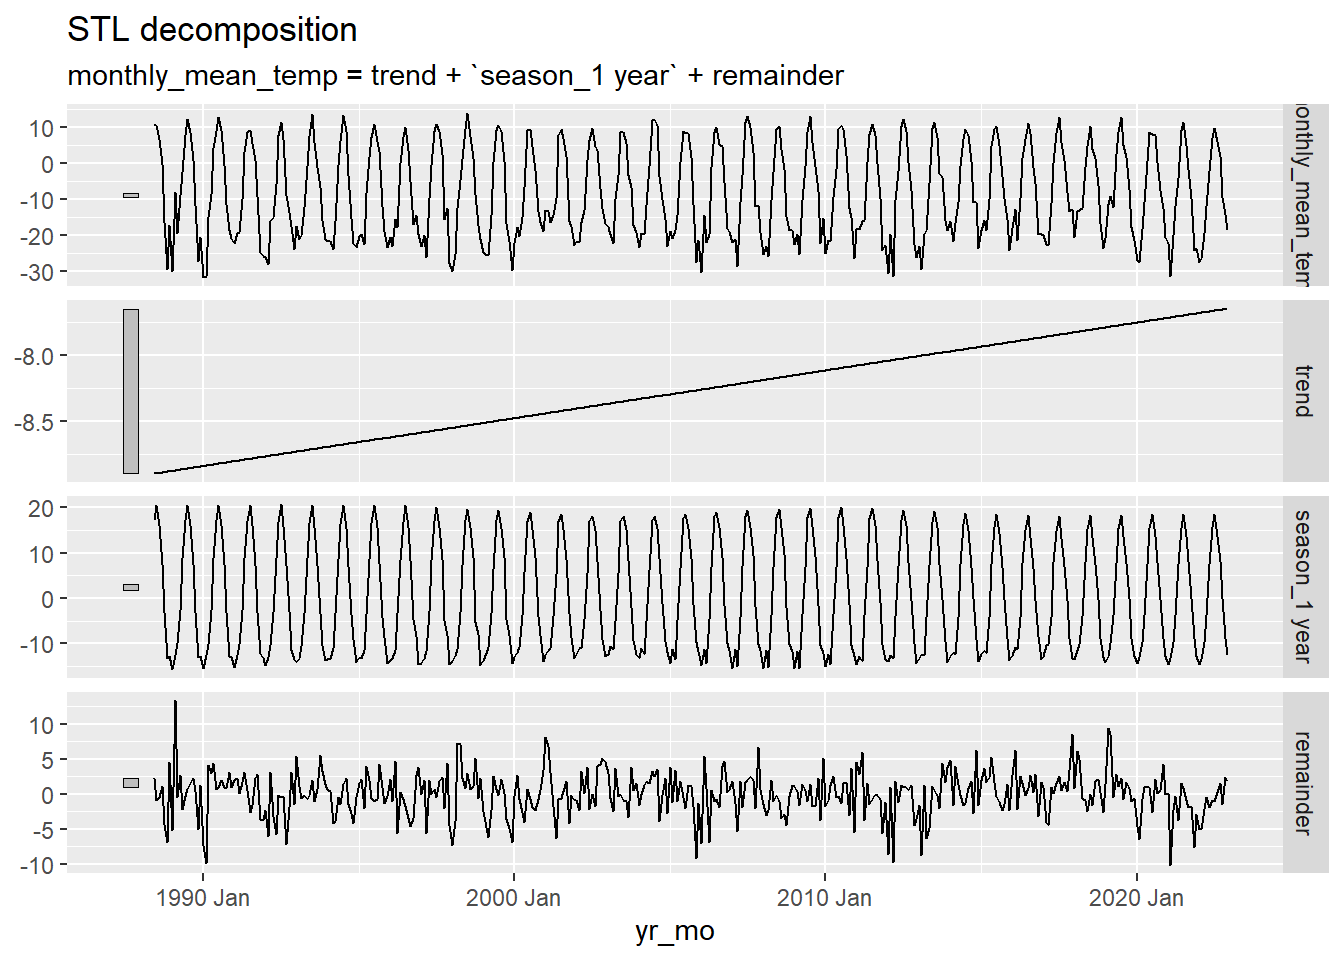 STL decomposition
monthly_mean_temp = trend + `season_1 year` + remainder
10
0
-10
-20
-30
onthly_mean_tem
-8.0
-8.5
trend
20
10
0
-10
season_1 year
10
5
0
-5
-10
remainder
1990 Jan
2000 Jan
2010 Jan
2020 Jan
yr_mo